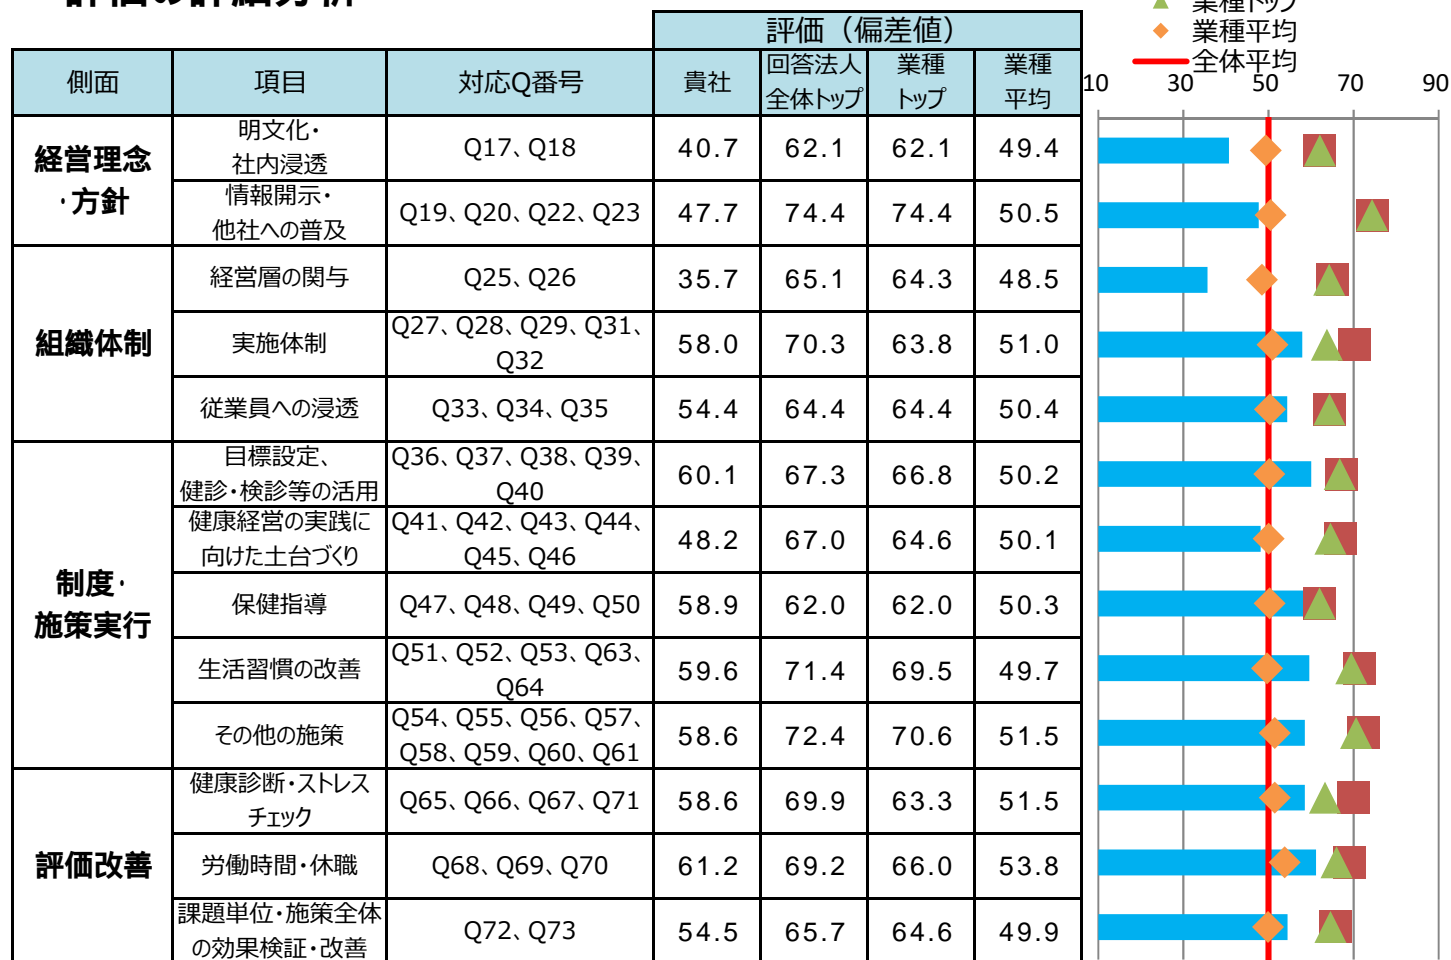 評価の詳細分析
業種トップ
業種平均
全体平均
評価（偏差値）
側面 項目 対応Q番号 貴社 回答法人全体トップ 業種トップ 業種平均
10 30 50 70 90
経営理念・方針
明文化・社内浸透 Q17、Q18 40.7 62.1 62.1 49.4
情報開示・他社への普及 Q19、Q20、Q22、Q23 47.7 74.4 74.4 50.5
組織体制
経営層の関与 Q25、Q26 35.7 65.1 64.3 48.5
実施体制 Q27、Q28、Q29、Q31、Q32 58.0 70.3 63.8 51.0
従業員への浸透 Q33、Q34、Q35 54.4 64.4 64.4 50.4
制度・施策実行
目標設定、健診・検診等の活用 Q36、Q37、Q38、Q39、Q40 60.1 67.3 66.8 50.2
健康経営の実践に向けた土台づくり Q41、Q42、Q43、Q44、Q45、Q46 48.2 67.0 64.6 50.1
保健指導 Q47、Q48、Q49、Q50 58.9 62.0 62.0 50.3
生活習慣の改善 Q51、Q52、Q53、Q63、Q64 59.6 71.4 69.5 49.7
その他の施策 Q54、Q55、Q56、Q57、Q58、Q59、Q60、Q61 58.6 72.4 70.6 51.5
評価改善
健康診断・ストレスチェック Q65、Q66、Q67、Q71 58.6 69.9 63.3 51.5
労働時間・休職 Q68、Q69、Q70 61.2 69.2 66.0 53.8
課題単位・施策全体の効果検証・改善 Q72、Q73 54.5 65.7 64.6 49.9